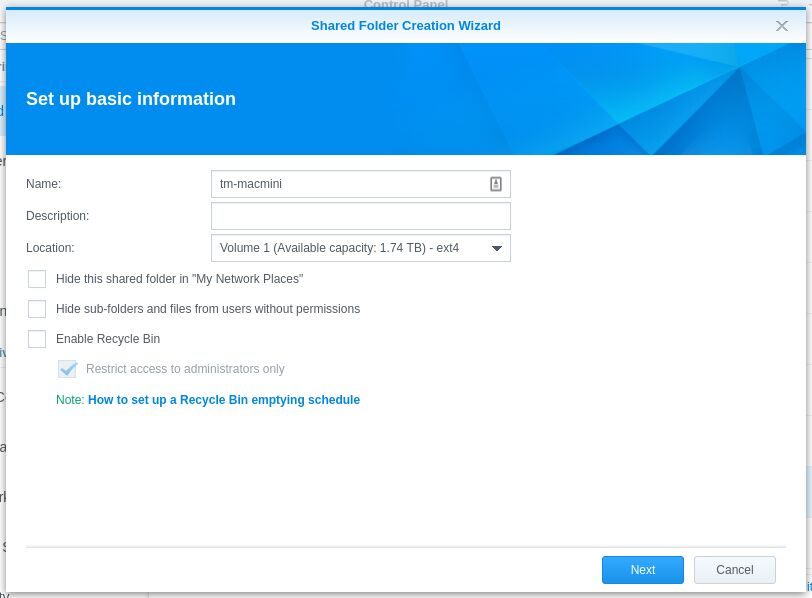 Control Panel
Shared Folder Creation Wizard
Set up basic information
Name:
tm-macmini
Description:
Location:
Volume 1 (Available capacity: 1.74 TB) - ext4
Hide this shared folder in "My Network Places"
Hide sub-folders and files from users without permissions
Enable Recycle Bin
Restrict access to administrators only
Note: How to set up a Recycle Bin emptying schedule
Next
Cancel